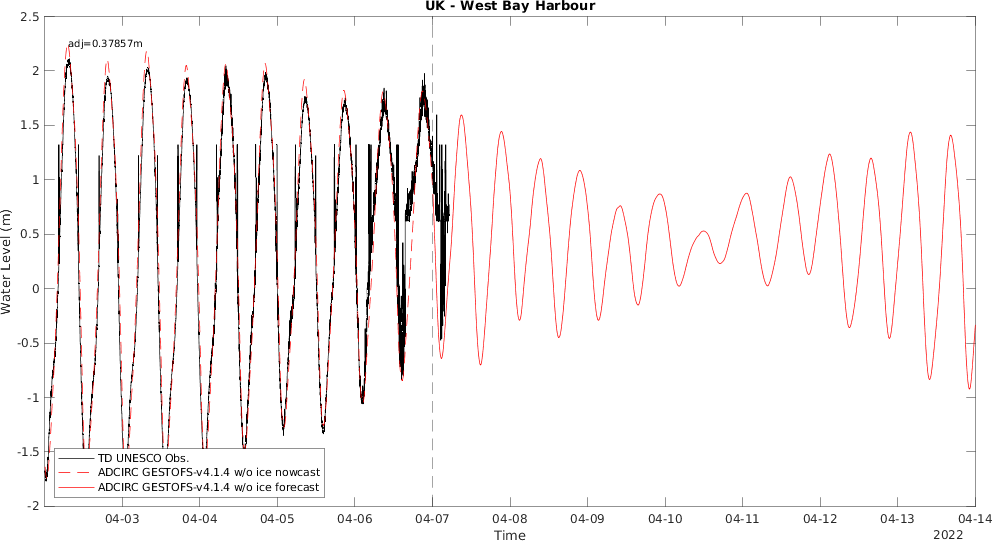 UK - West Bay Harbour
adj=0.37857m
2.5
2
1.5
1
0.5
0
-0.5
-1
-1.5
-2
Water Level (m)
TD UNESCO Obs.
ADCIRC GESTOFS-v4.1.4 w/o ice nowcast
ADCIRC GESTOFS-v4.1.4 w/o ice forecast
04-03 04-04 04-05 04-06 04-07 04-08 04-09 04-10 04-11 04-12 04-13 04-14
Time
2022